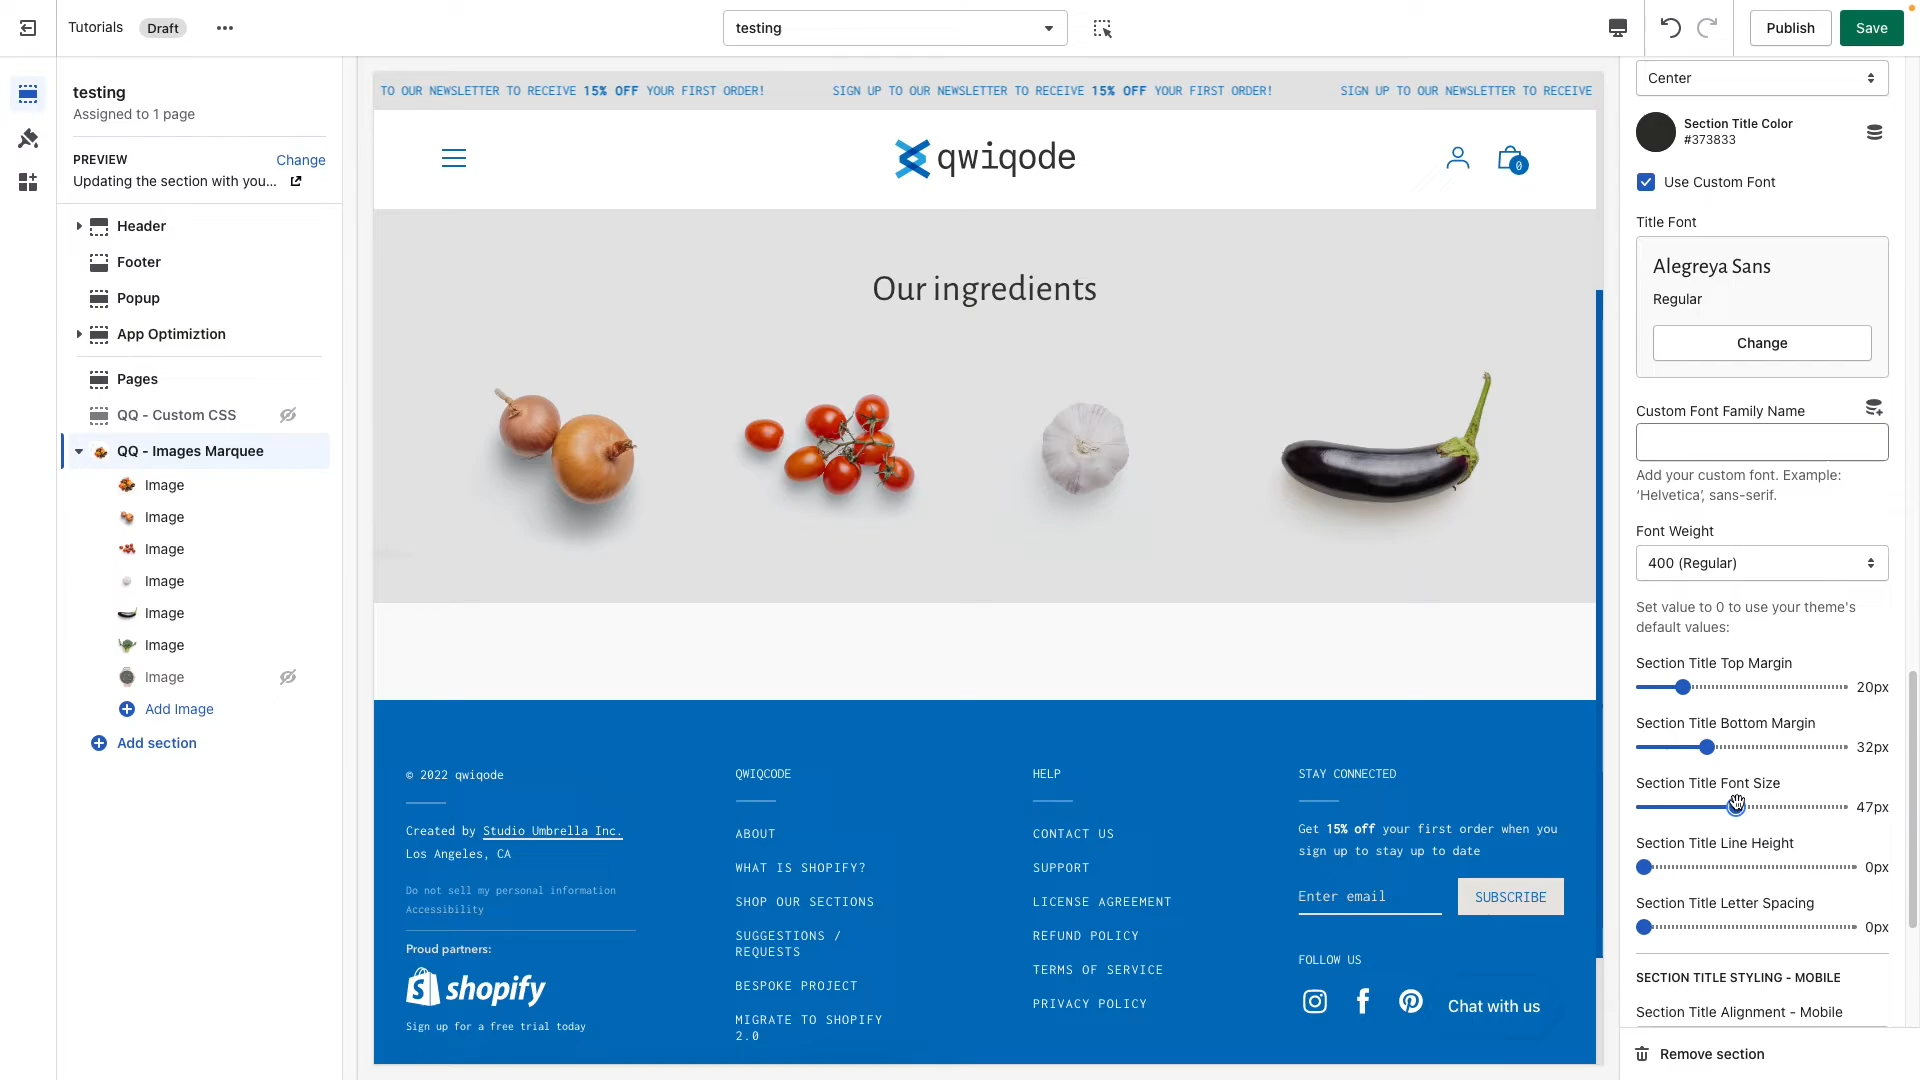 Tutorials
Draft
testing
Publish
Save
testing
Assigned to 1 page
PREVIEW
Change
Updating the section with you...
Header
Footer
Popup
App Optimiztion
Pages
QQ - Custom CSS
QQ - Images Marquee
Image
Image
Image
Image
Image
Image
Image
Add Image
Add section
TO OUR NEWSLETTER TO RECEIVE 15% OFF YOUR FIRST ORDER!
SIGN UP TO OUR NEWSLETTER TO RECEIVE 15% OFF YOUR FIRST ORDER!
SIGN UP TO OUR NEWSLETTER TO RECEIVE
qwiqode
0
Our ingredients
© 2022 qwiqode
Created by Studio Umbrella Inc.
Los Angeles, CA
Do not sell my personal information
Accessibility
Proud partners:
shopify
Sign up for a free trial today
QWIQCODE
ABOUT
WHAT IS SHOPIFY?
SHOP OUR SECTIONS
SUGGESTIONS /
REQUESTS
BESPOKE PROJECT
MIGRATE TO SHOPIFY
2.0
HELP
CONTACT US
SUPPORT
LICENSE AGREEMENT
REFUND POLICY
TERMS OF SERVICE
PRIVACY POLICY
STAY CONNECTED
Get 15% off your first order when you
sign up to stay up to date
Enter email
SUBSCRIBE
FOLLOW US
Chat with us
Center
Section Title Color
#373833
Use Custom Font
Title Font
Alegreya Sans
Regular
Change
Custom Font Family Name
Add your custom font. Example:
'Helvetica', sans-serif.
Font Weight
400 (Regular)
Set value to 0 to use your theme's
default values:
Section Title Top Margin
20px
Section Title Bottom Margin
32px
Section Title Font Size
47px
Section Title Line Height
0px
Section Title Letter Spacing
0px
SECTION TITLE STYLING - MOBILE
Section Title Alignment - Mobile
Remove section